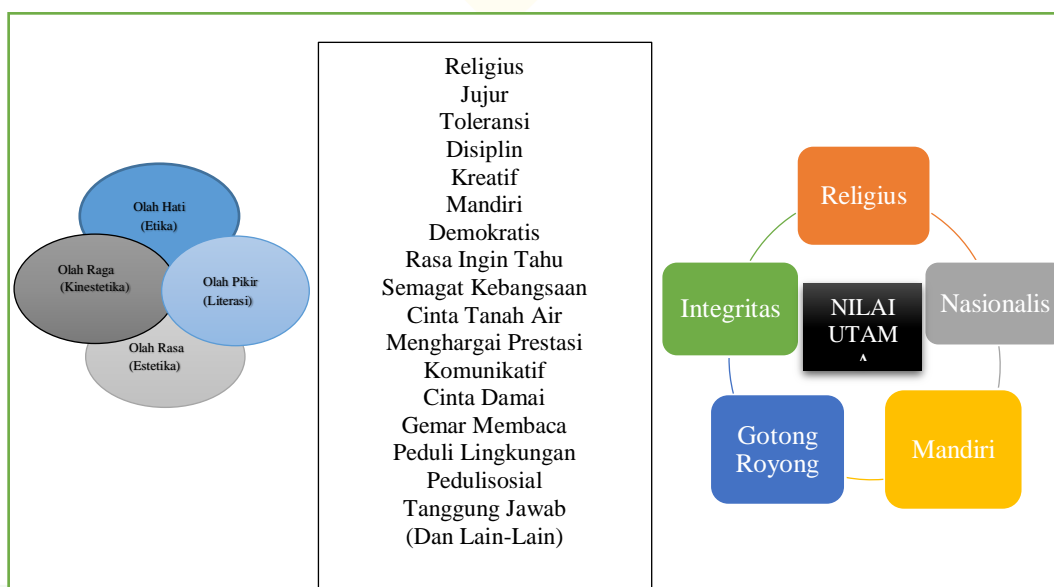 Olah Hati
(Etika)
Olah Raga
(Kinestetika)
Olah Pikir
(Literasi)
Olah Rasa
(Estetika)
Religius
Jujur
Toleransi
Disiplin
Kreatif
Mandiri
Demokratis
Rasa Ingin Tahu
Semagat Kebangsaan
Cinta Tanah Air
Menghargai Prestasi
Komunikatif
Cinta Damai
Gemar Membaca
Peduli Lingkungan
Pedulisosial
Tanggung Jawab
(Dan Lain-Lain)
Religius
Nasionalis
Mandiri
Gotong
Royong
Integritas
NILAI
UTAM
A